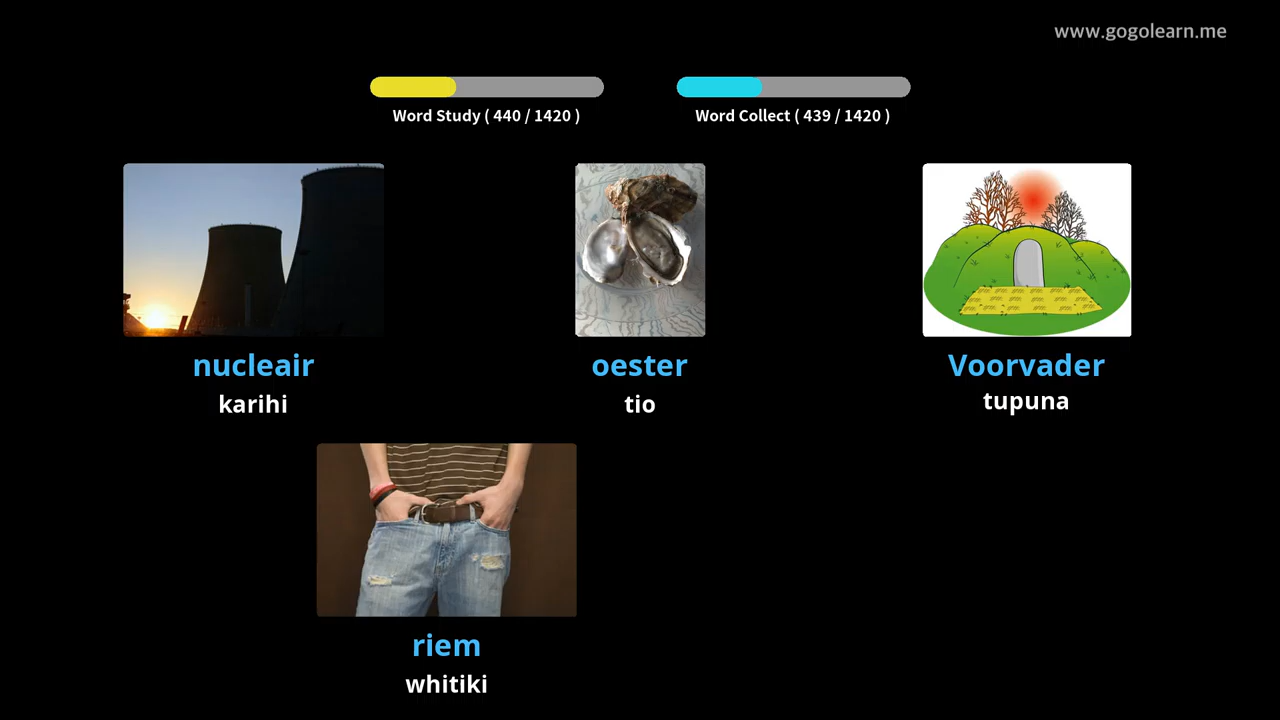 www.gogolearn.me
Word Study ( 440 / 1420 )
Word Collect ( 439 / 1420 )
nucleair
karihi
oester
tio
Voorvader
tupuna
riem
whitiki